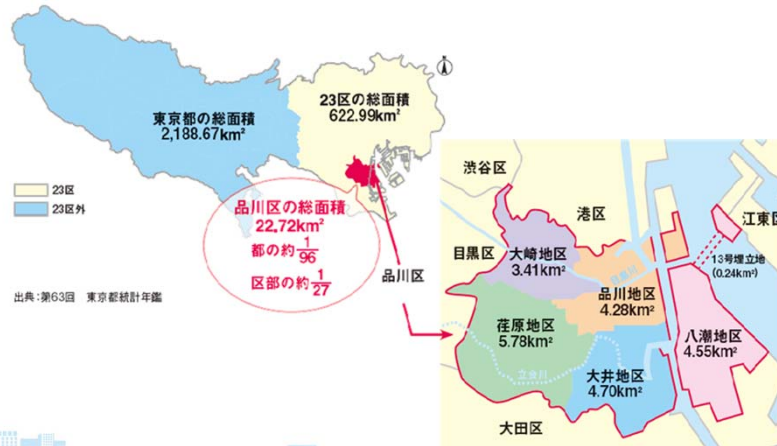 東京都の総面積
2,188.67km²
23区の総面積
622.99km²
23区
23区外
品川区の総面積
22.72km²
都の約1/96
区部の約1/27
出典:第63回 東京都統計年鑑
品川区
渋谷区
港区
江東区
目黒区
大崎地区
3.41km²
目黒川
13号埋立地
(0.24km²)
品川地区
4.28km²
荏原地区
5.78km²
八潮地区
4.55km²
立会川
大井地区
4.70km²
大田区